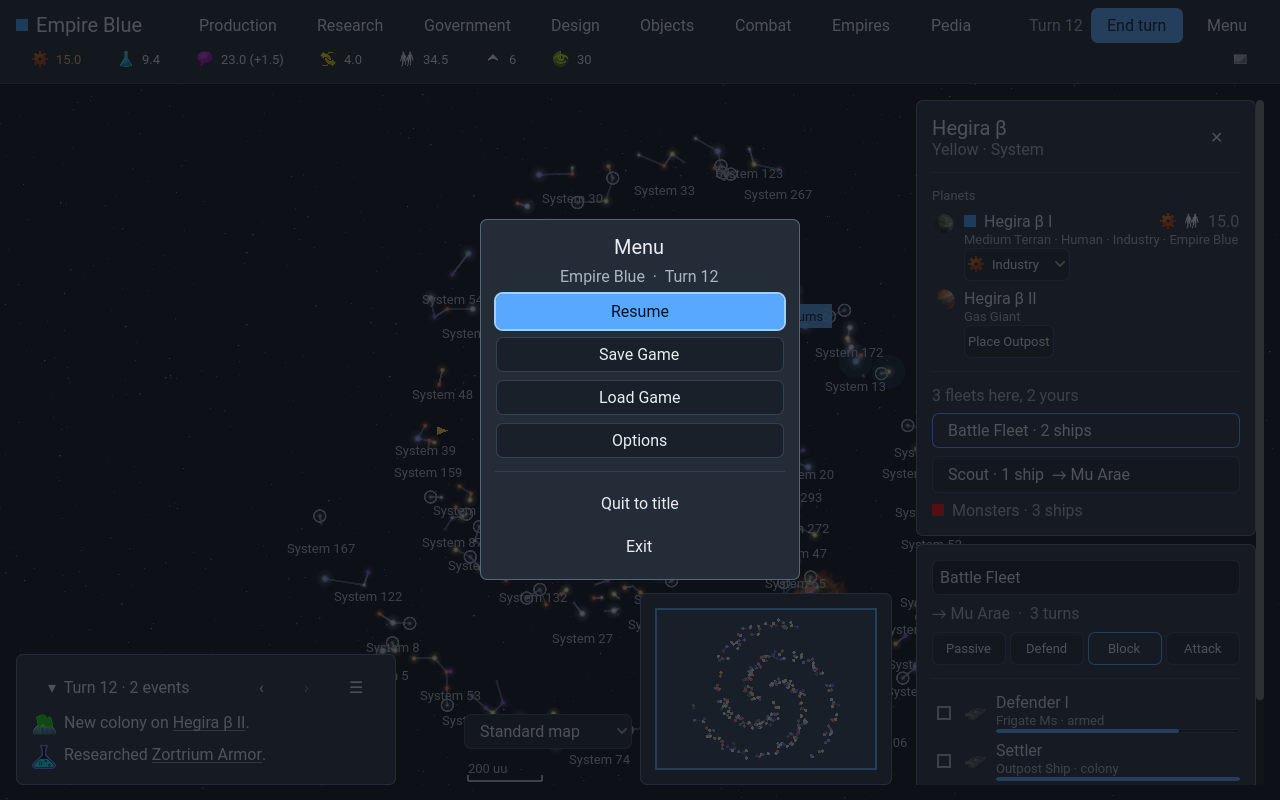 Empire Blue Production Research Government Design Objects Combat Empires Pedia Turn 12 End turn Menu
15.0 9.4 23.0 (+1.5) 4.0 34.5 6 30
Hegira β
Yellow · System
Planets
Hegira β I 15.0
Medium Terran · Human · Industry · Empire Blue
Industry
Hegira β II
Gas Giant
Place Outpost
3 fleets here, 2 yours
Battle Fleet · 2 ships
Scout · 1 ship → Mu Arae
Monsters · 3 ships
Battle Fleet
→ Mu Arae · 3 turns
Passive Defend Block Attack
Defender I
Frigate Ms · armed
Settler
Outpost Ship · colony
Menu
Empire Blue · Turn 12
Resume
Save Game
Load Game
Options
Quit to title
Exit
System 123
System 33
System 30
System 267
System 54
System
System 172
System 13
System 48
System 39
System 159
System 20
293
System
272
System 8
47
System 167
System 122
System 132
System 27
System 8
5
System 53
System 74
▾ Turn 12 · 2 events ‹ › ☰
New colony on Hegira β II.
Researched Zortrium Armor.
Standard map
200 uu